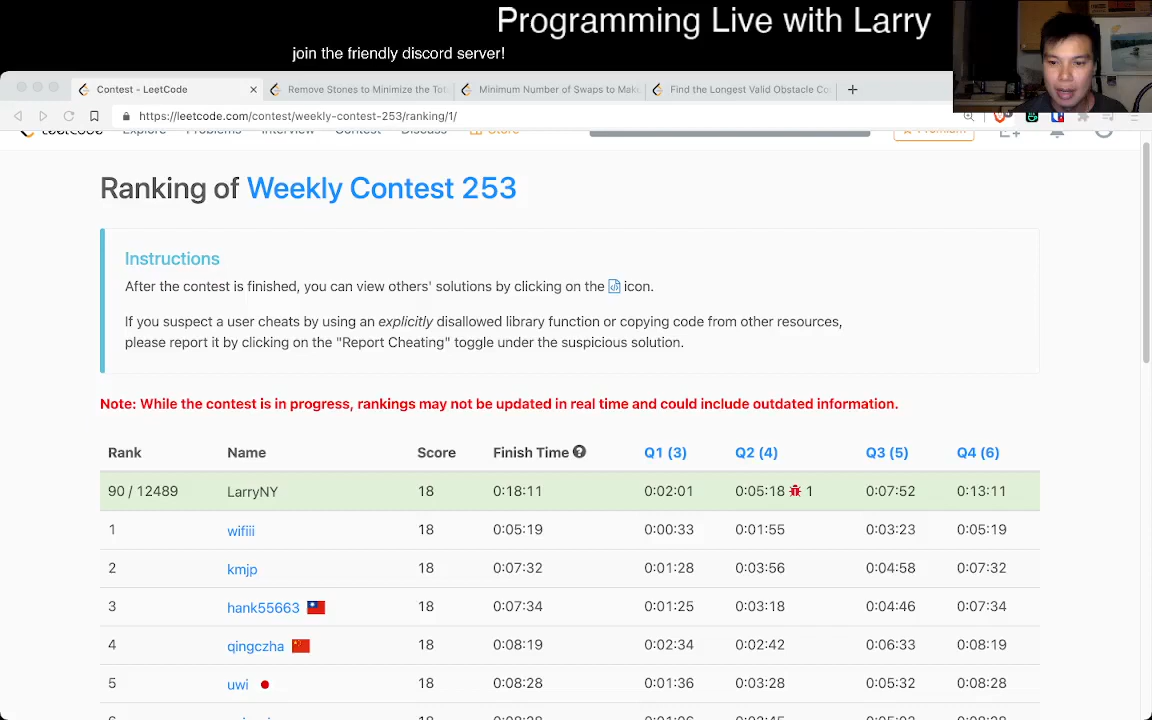 Programming Live with Larry
join the friendly discord server!
Contest - LeetCode
Remove Stones to Minimize the Tot
Minimum Number of Swaps to Mak
Find the Longest Valid Obstacle Co
https://leetcode.com/contest/weekly-contest-253/ranking/1/
LeetCode Explore Problems Interview Contest Discuss Store Premium
Ranking of Weekly Contest 253
Instructions
After the contest is finished, you can view others' solutions by clicking on the icon.
If you suspect a user cheats by using an explicitly disallowed library function or copying code from other resources,
please report it by clicking on the "Report Cheating" toggle under the suspicious solution.
Note: While the contest is in progress, rankings may not be updated in real time and could include outdated information.
Rank Name Score Finish Time Q1 (3) Q2 (4) Q3 (5) Q4 (6)
90 / 12489 LarryNY 18 0:18:11 0:02:01 0:05:18 1 0:07:52 0:13:11
1 wifiii 18 0:05:19 0:00:33 0:01:55 0:03:23 0:05:19
2 kmjp 18 0:07:32 0:01:28 0:03:56 0:04:58 0:07:32
3 hank55663 18 0:07:34 0:01:25 0:03:18 0:04:46 0:07:34
4 qingczha 18 0:08:19 0:02:34 0:02:42 0:06:33 0:08:19
5 uwi 18 0:08:28 0:01:36 0:03:28 0:05:32 0:08:28